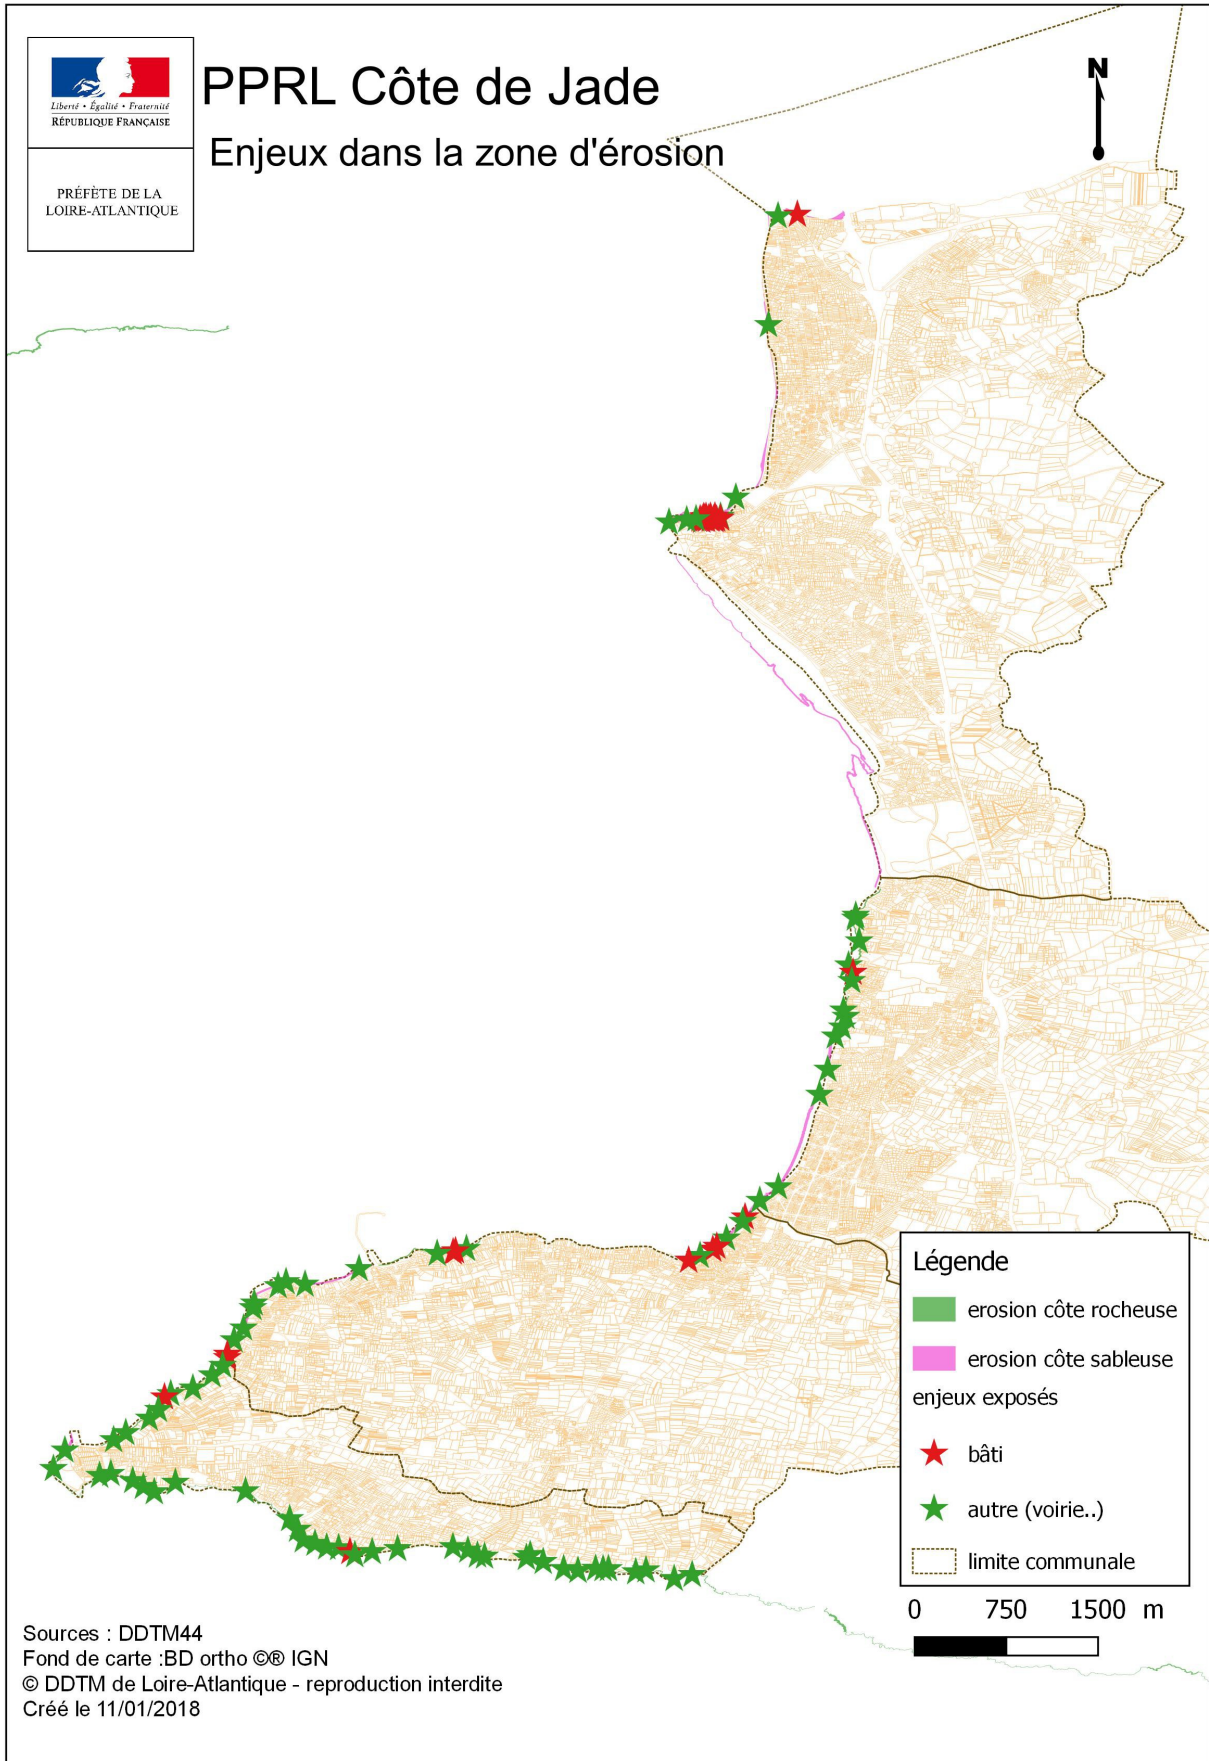 Liberté • Égalité • Fraternité
RÉPUBLIQUE FRANÇAISE
PRÉFÈTE DE LA
LOIRE-ATLANTIQUE
PPRL Côte de Jade
Enjeux dans la zone d'érosion
N
Légende
erosion côte rocheuse
erosion côte sableuse
enjeux exposés
bâti
autre (voirie..)
limite communale
0 750 1500 m
Sources : DDTM44
Fond de carte :BD ortho ©® IGN
© DDTM de Loire-Atlantique - reproduction interdite
Créé le 11/01/2018